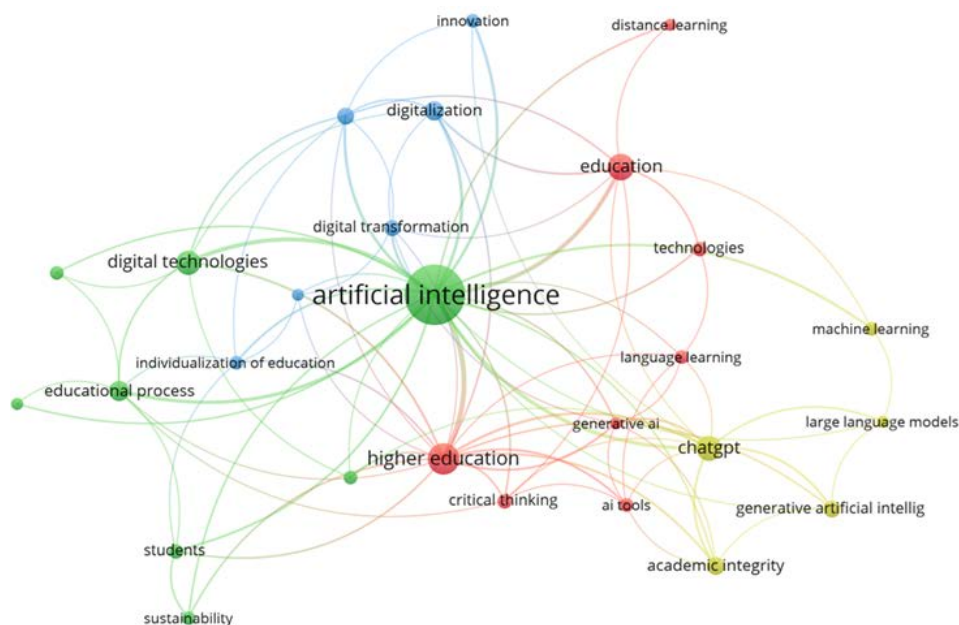 innovation
distance learning
digitalization
education
digital transformation
technologies
digital technologies
artificial intelligence
machine learning
individualization of education
language learning
educational process
generative ai
large language models
chatgpt
higher education
critical thinking
ai tools
generative artificial intellig
students
academic integrity
sustainability